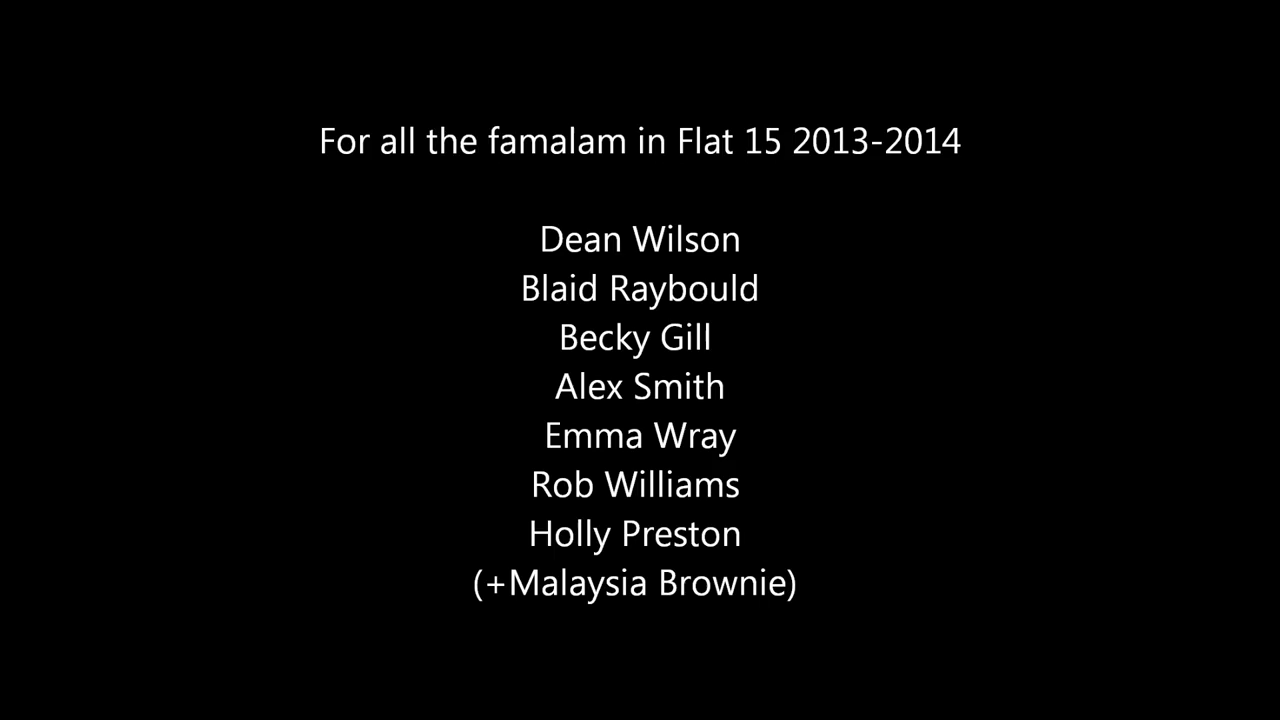 For all the famalam in Flat 15 2013-2014
Dean Wilson
Blaid Raybould
Becky Gill
Alex Smith
Emma Wray
Rob Williams
Holly Preston
(+Malaysia Brownie)